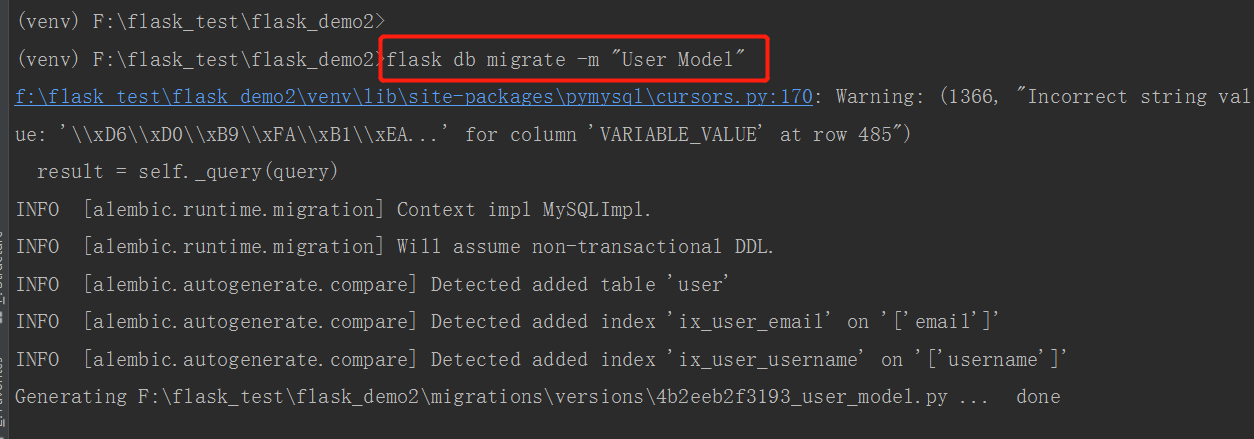 (venv) F:\flask_test\flask_demo2>
(venv) F:\flask_test\flask_demo2>flask db migrate -m "User Model"
f:\flask_test\flask_demo2\venv\lib\site-packages\pymysql\cursors.py:170: Warning: (1366, "Incorrect string val
ue: '\\xD6\\xD0\\xB9\\xFA\\xB1\\xEA...' for column 'VARIABLE_VALUE' at row 485")
  result = self._query(query)
INFO  [alembic.runtime.migration] Context impl MySQLImpl.
INFO  [alembic.runtime.migration] Will assume non-transactional DDL.
INFO  [alembic.autogenerate.compare] Detected added table 'user'
INFO  [alembic.autogenerate.compare] Detected added index 'ix_user_email' on '['email']'
INFO  [alembic.autogenerate.compare] Detected added index 'ix_user_username' on '['username']'
Generating F:\flask_test\flask_demo2\migrations\versions\4b2eeb2f3193_user_model.py ...  done